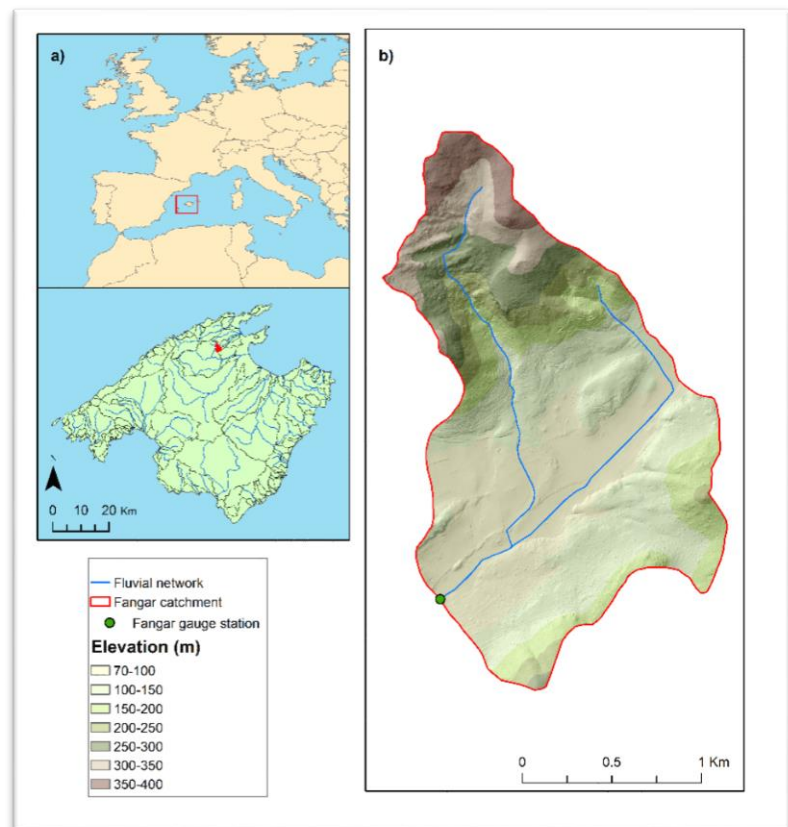 a)
0 10 20 Km
Fluvial network
Fangar catchment
Fangar gauge station
Elevation (m)
70-100
100-150
150-200
200-250
250-300
300-350
350-400
b)
0 0.5 1 Km